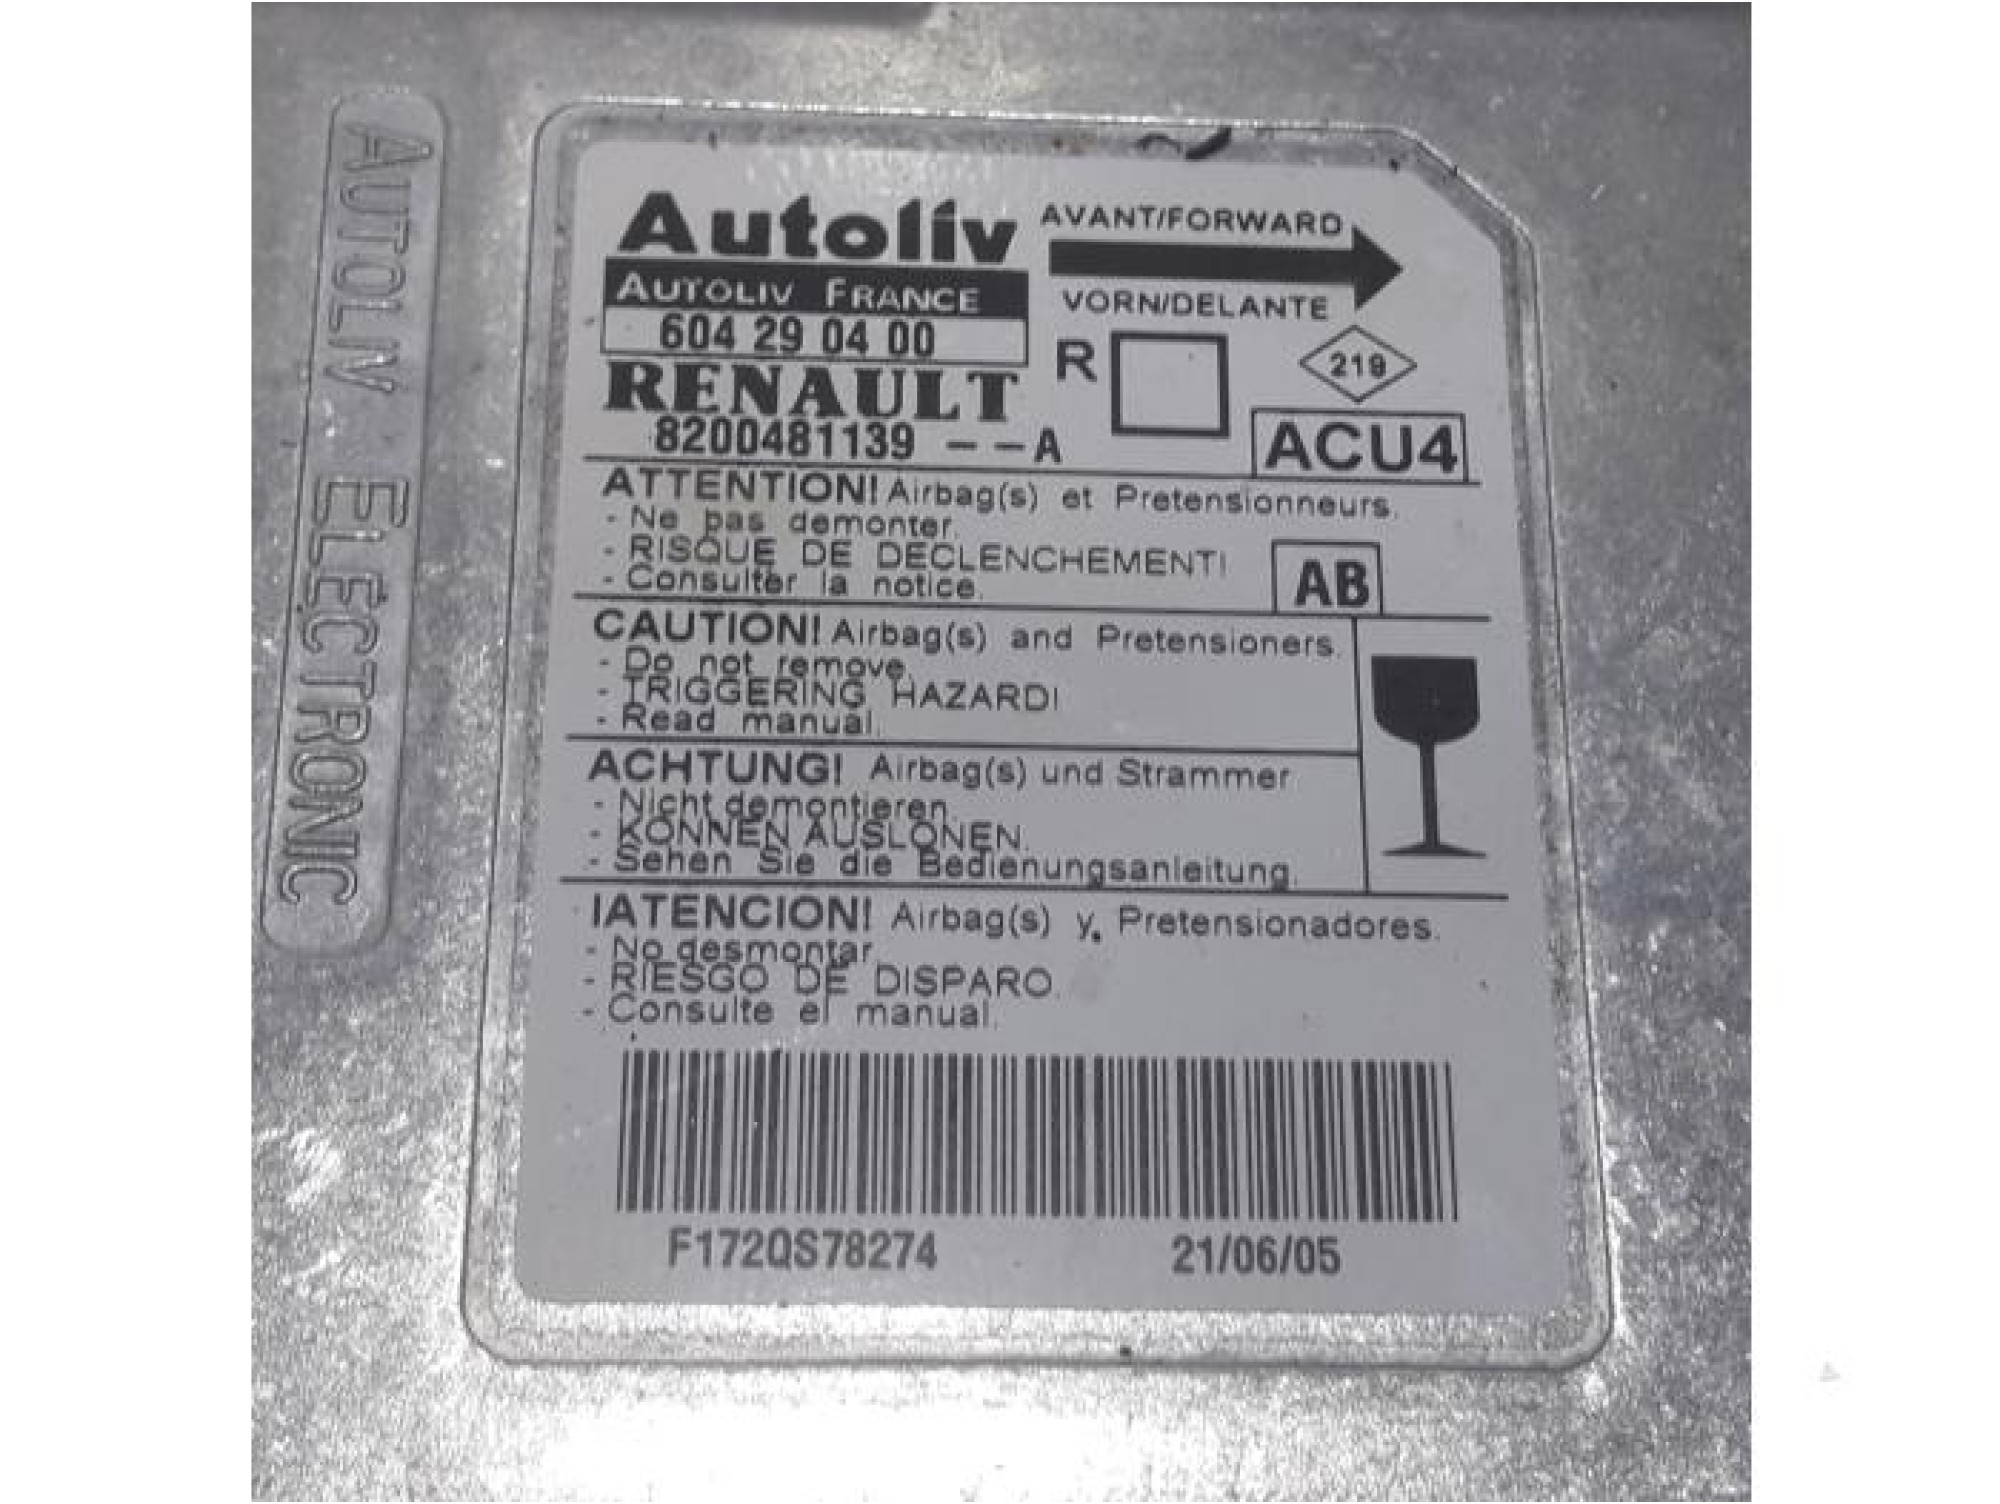 AUTOLIV ELECTRONIC
Autoliv
AUTOLIV FRANCE
604 29 04 00
RENAULT
8200481139 --A
AVANT/FORWARD
VORN/DELANTE
R
219
ACU4
ATTENTION! Airbag(s) et Pretensionneurs.
- Ne pas demonter.
- RISQUE DE DECLENCHEMENT!
- Consulter la notice.
AB
CAUTION! Airbag(s) and Pretensioners.
- Do not remove.
- TRIGGERING HAZARD!
- Read manual.
ACHTUNG! Airbag(s) und Strammer
- Nicht demontieren.
- KÖNNEN AUSLÖNEN.
- Sehen Sie die Bedienungsanleitung.
IATENCION! Airbag(s) y, Pretensionadores.
- No desmontar.
- RIESGO DE DISPARO.
- Consulte el manual.
F172QS78274 21/06/05